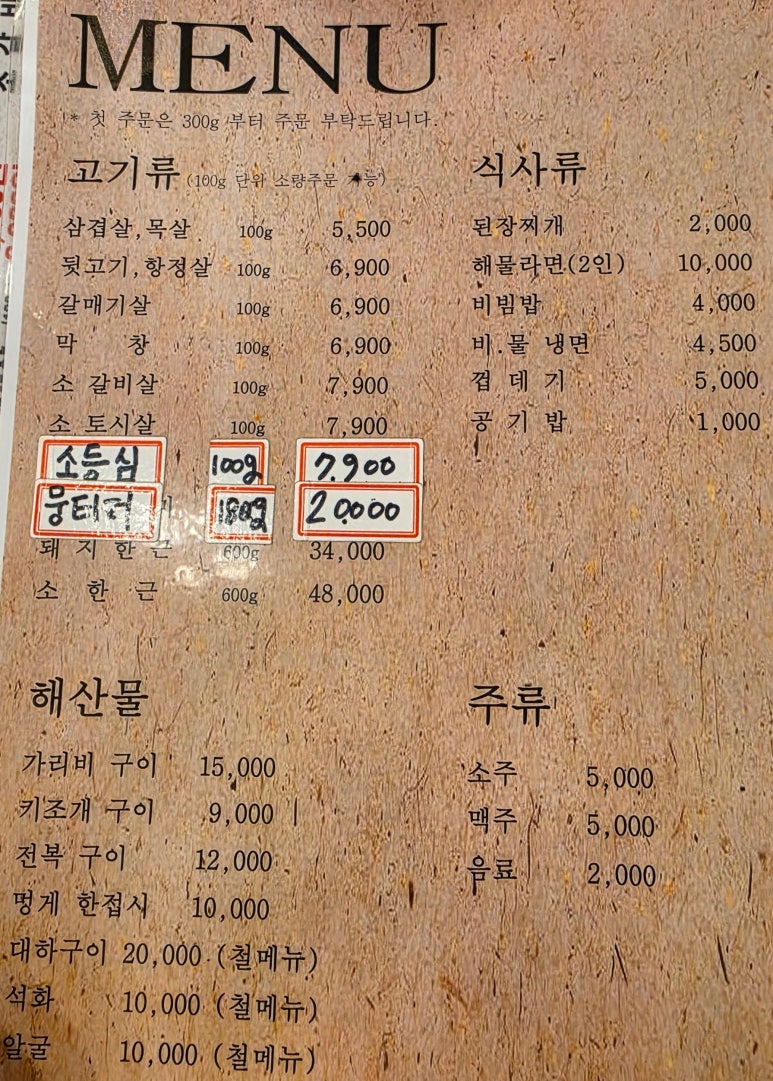 MENU
* 첫 주문은 300g 부터 주문 부탁드립니다.
고기류 (100g 단위 소량주문 가능)
삼겹살,목살 100g 5,500
뒷고기,항정살 100g 6,900
갈매기살 100g 6,900
막 창 100g 6,900
소 갈비살 100g 7,900
소 토시살 100g 7,900
소등심 100g 7.900
뭉티기 180g 20.000
돼 지 한 근 600g 34,000
소 한 근 600g 48,000
식사류
된장찌개 2,000
해물라면(2인) 10,000
비빔밥 4,000
비.물 냉면 4,500
껍 데 기 5,000
공 기 밥 1,000
해산물
가리비 구이 15,000
키조개 구이 9,000
전복 구이 12,000
멍게 한접시 10,000
대하구이 20,000 (철메뉴)
석화 10,000 (철메뉴)
알굴 10,000 (철메뉴)
주류
소주 5,000
맥주 5,000
음료 2,000